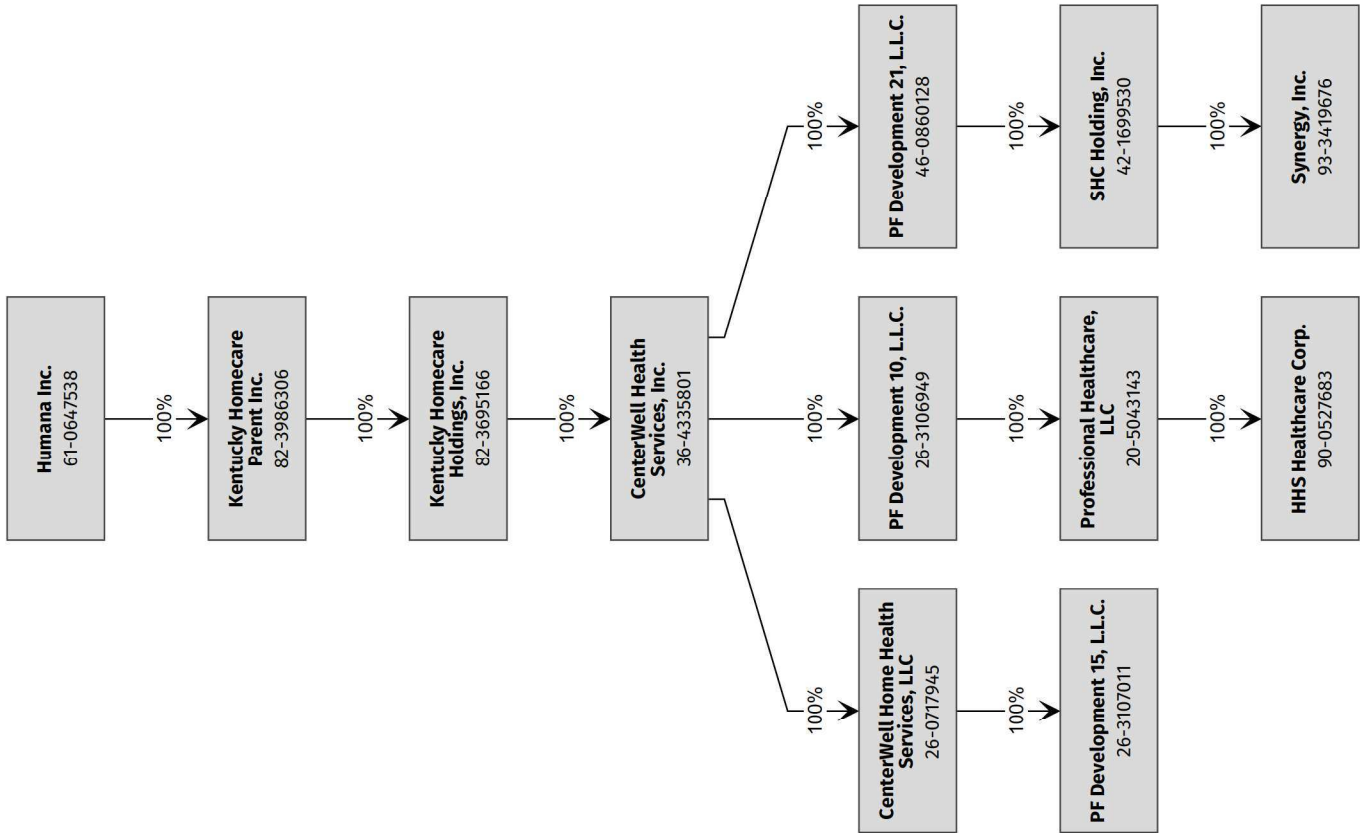 Humana Inc.
61-0647538
100%
Kentucky Homecare
Parent Inc.
82-3986306
100%
Kentucky Homecare
Holdings, Inc.
82-3695166
100%
CenterWell Health
Services, Inc.
36-4335801
100%
CenterWell Home Health
Services, LLC
26-0717945
100%
PF Development 15, L.L.C.
26-3107011
100%
PF Development 10, L.L.C.
26-3106949
100%
Professional Healthcare,
LLC
20-5043143
100%
HHS Healthcare Corp.
90-0527683
100%
PF Development 21, L.L.C.
46-0860128
100%
SHC Holding, Inc.
42-1699530
100%
Synergy, Inc.
93-3419676